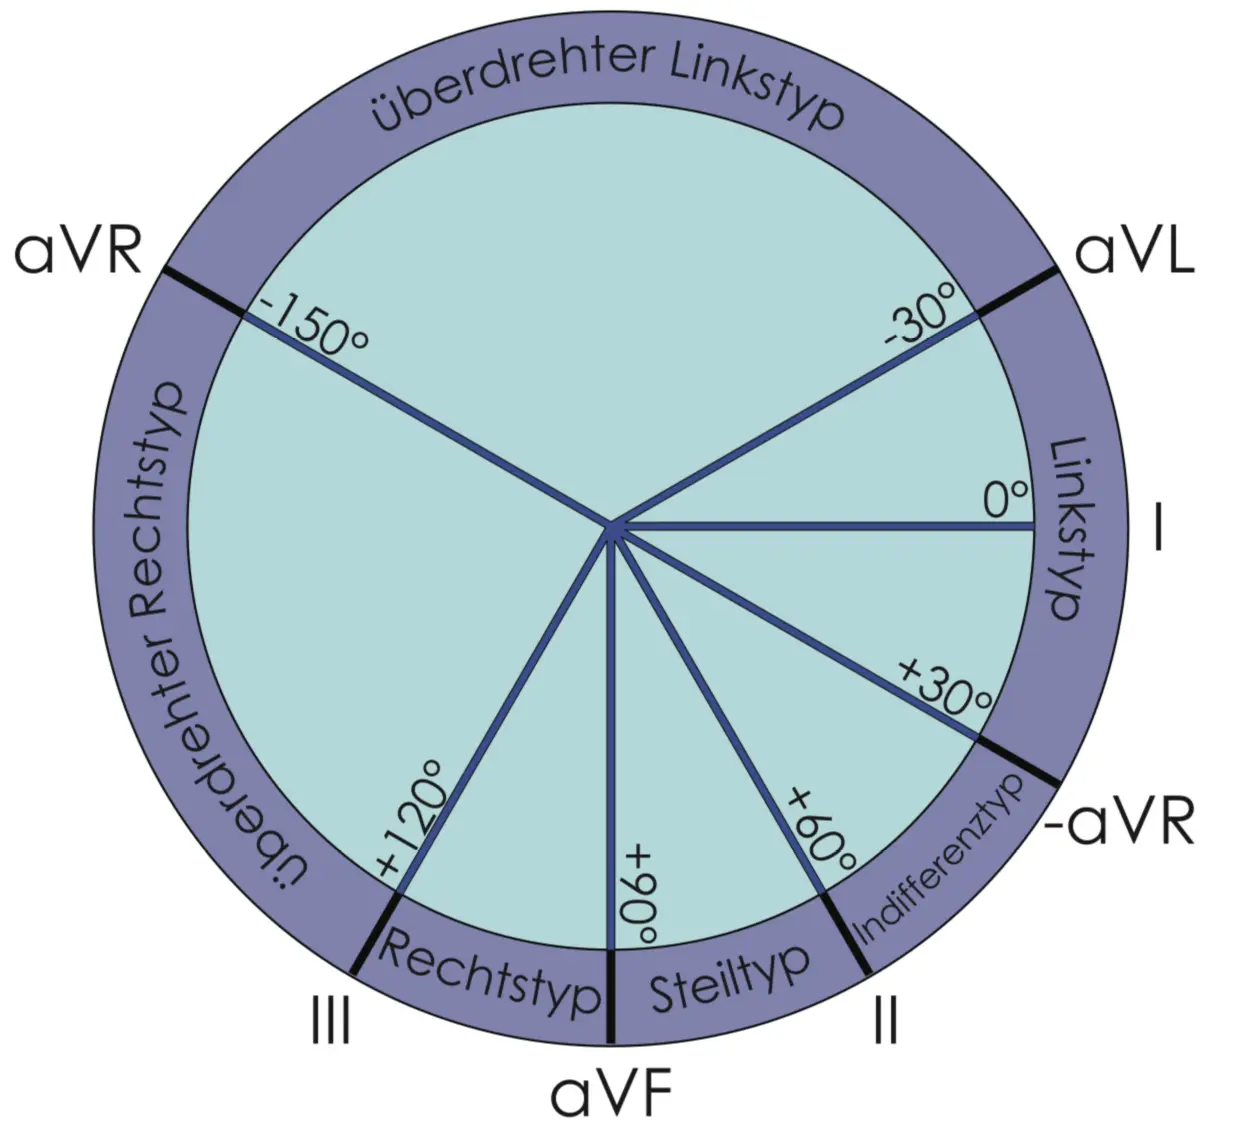 überdrehter Linkstyp
aVR
aVL
-150°
-30°
Linkstyp
0°
I
überdrehter Rechtstyp
+30°
-aVR
Indifferenztyp
+120°
+90°
+60°
Rechtstyp
Steiltyp
III
II
aVF